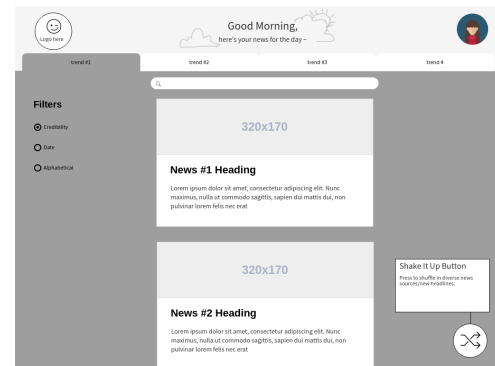 Good Morning,
Logo here
here's your news for the day ~
trend #1
trend #2
trend #3
trend 4
Filters
Credibility
Date
Alphabetical
320x170
News #1 Heading
Lorem ipsum dolor sit amet, consectetur adipiscing elit. Nunc
maximus, nulla ut commodo sagittis, sapien dui mattis dui, non
pulvinar lorem felis nec erat
320x170
News #2 Heading
Lorem ipsum dolor sit amet, consectetur adipiscing elit. Nunc
maximus, nulla ut commodo sagittis, sapien dui mattis dui, non
pulvinar lorem felis nec erat
Shake It Up Button
Press to shuffle in diverse news
sources/new headlines.